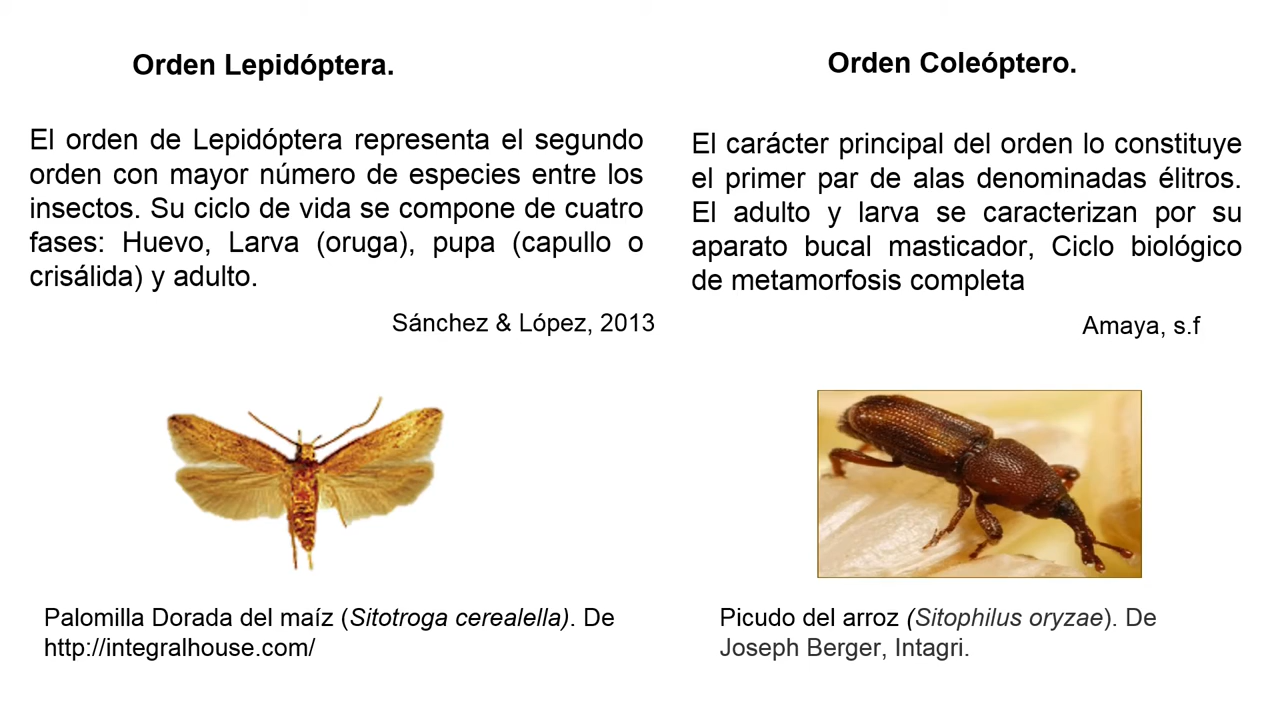 Orden Lepidóptera.
El orden de Lepidóptera representa el segundo
orden con mayor número de especies entre los
insectos. Su ciclo de vida se compone de cuatro
fases: Huevo, Larva (oruga), pupa (capullo o
crisálida) y adulto.
Sánchez & López, 2013
Palomilla Dorada del maíz (Sitotroga cerealella). De
http://integralhouse.com/
Orden Coleóptero.
El carácter principal del orden lo constituye
el primer par de alas denominadas élitros.
El adulto y larva se caracterizan por su
aparato bucal masticador, Ciclo biológico
de metamorfosis completa
Amaya, s.f
Picudo del arroz (Sitophilus oryzae). De
Joseph Berger, Intagri.